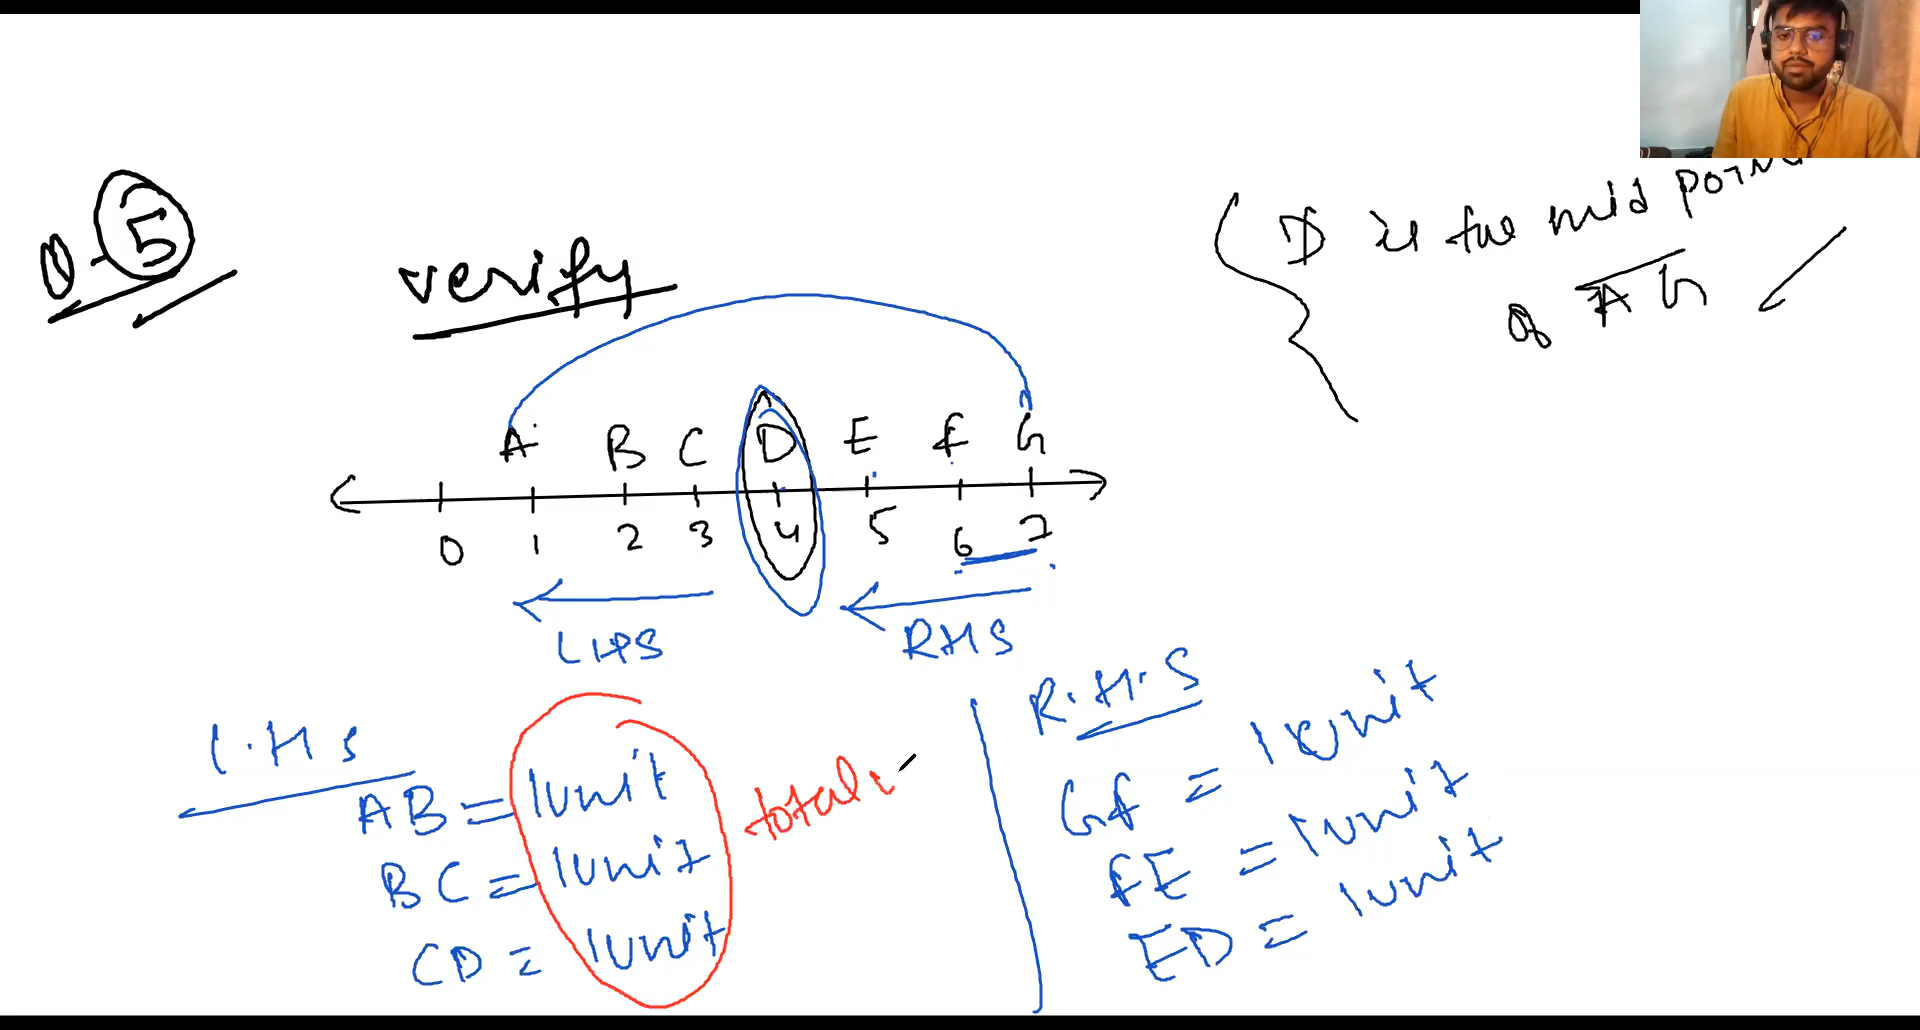 Q-5
verify
D is the mid point
of AG
A B C D E F G
0 1 2 3 4 5 6 7
LHS RHS
L.H.S
AB = 1unit
BC = 1unit
CD = 1unit
total
R.H.S
GF = 1unit
FE = 1unit
ED = 1unit